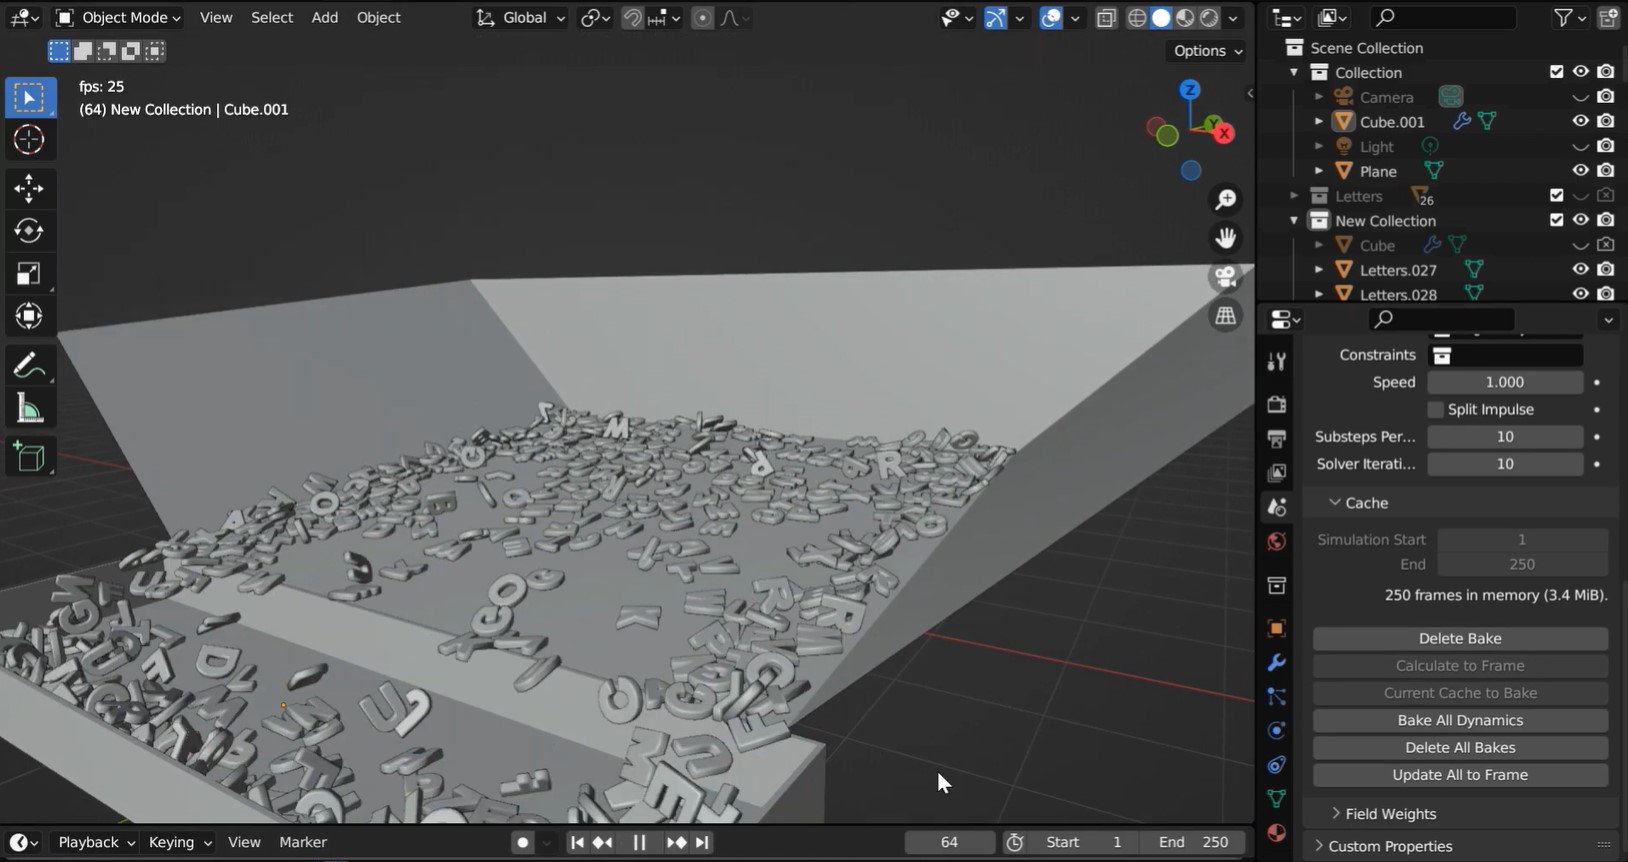 Object Mode View Select Add Object Global
Options
fps: 25
(64) New Collection | Cube.001
Z
Y
X
Scene Collection
Collection
Camera
Cube.001
Light
Plane
Letters 26
New Collection
Cube
Letters.027
Letters.028
Constraints
Speed 1.000
Split Impulse
Substeps Per... 10
Solver Iterati... 10
Cache
Simulation Start 1
End 250
250 frames in memory (3.4 MiB).
Delete Bake
Calculate to Frame
Current Cache to Bake
Bake All Dynamics
Delete All Bakes
Update All to Frame
Field Weights
Custom Properties
Playback Keying View Marker 64 Start 1 End 250